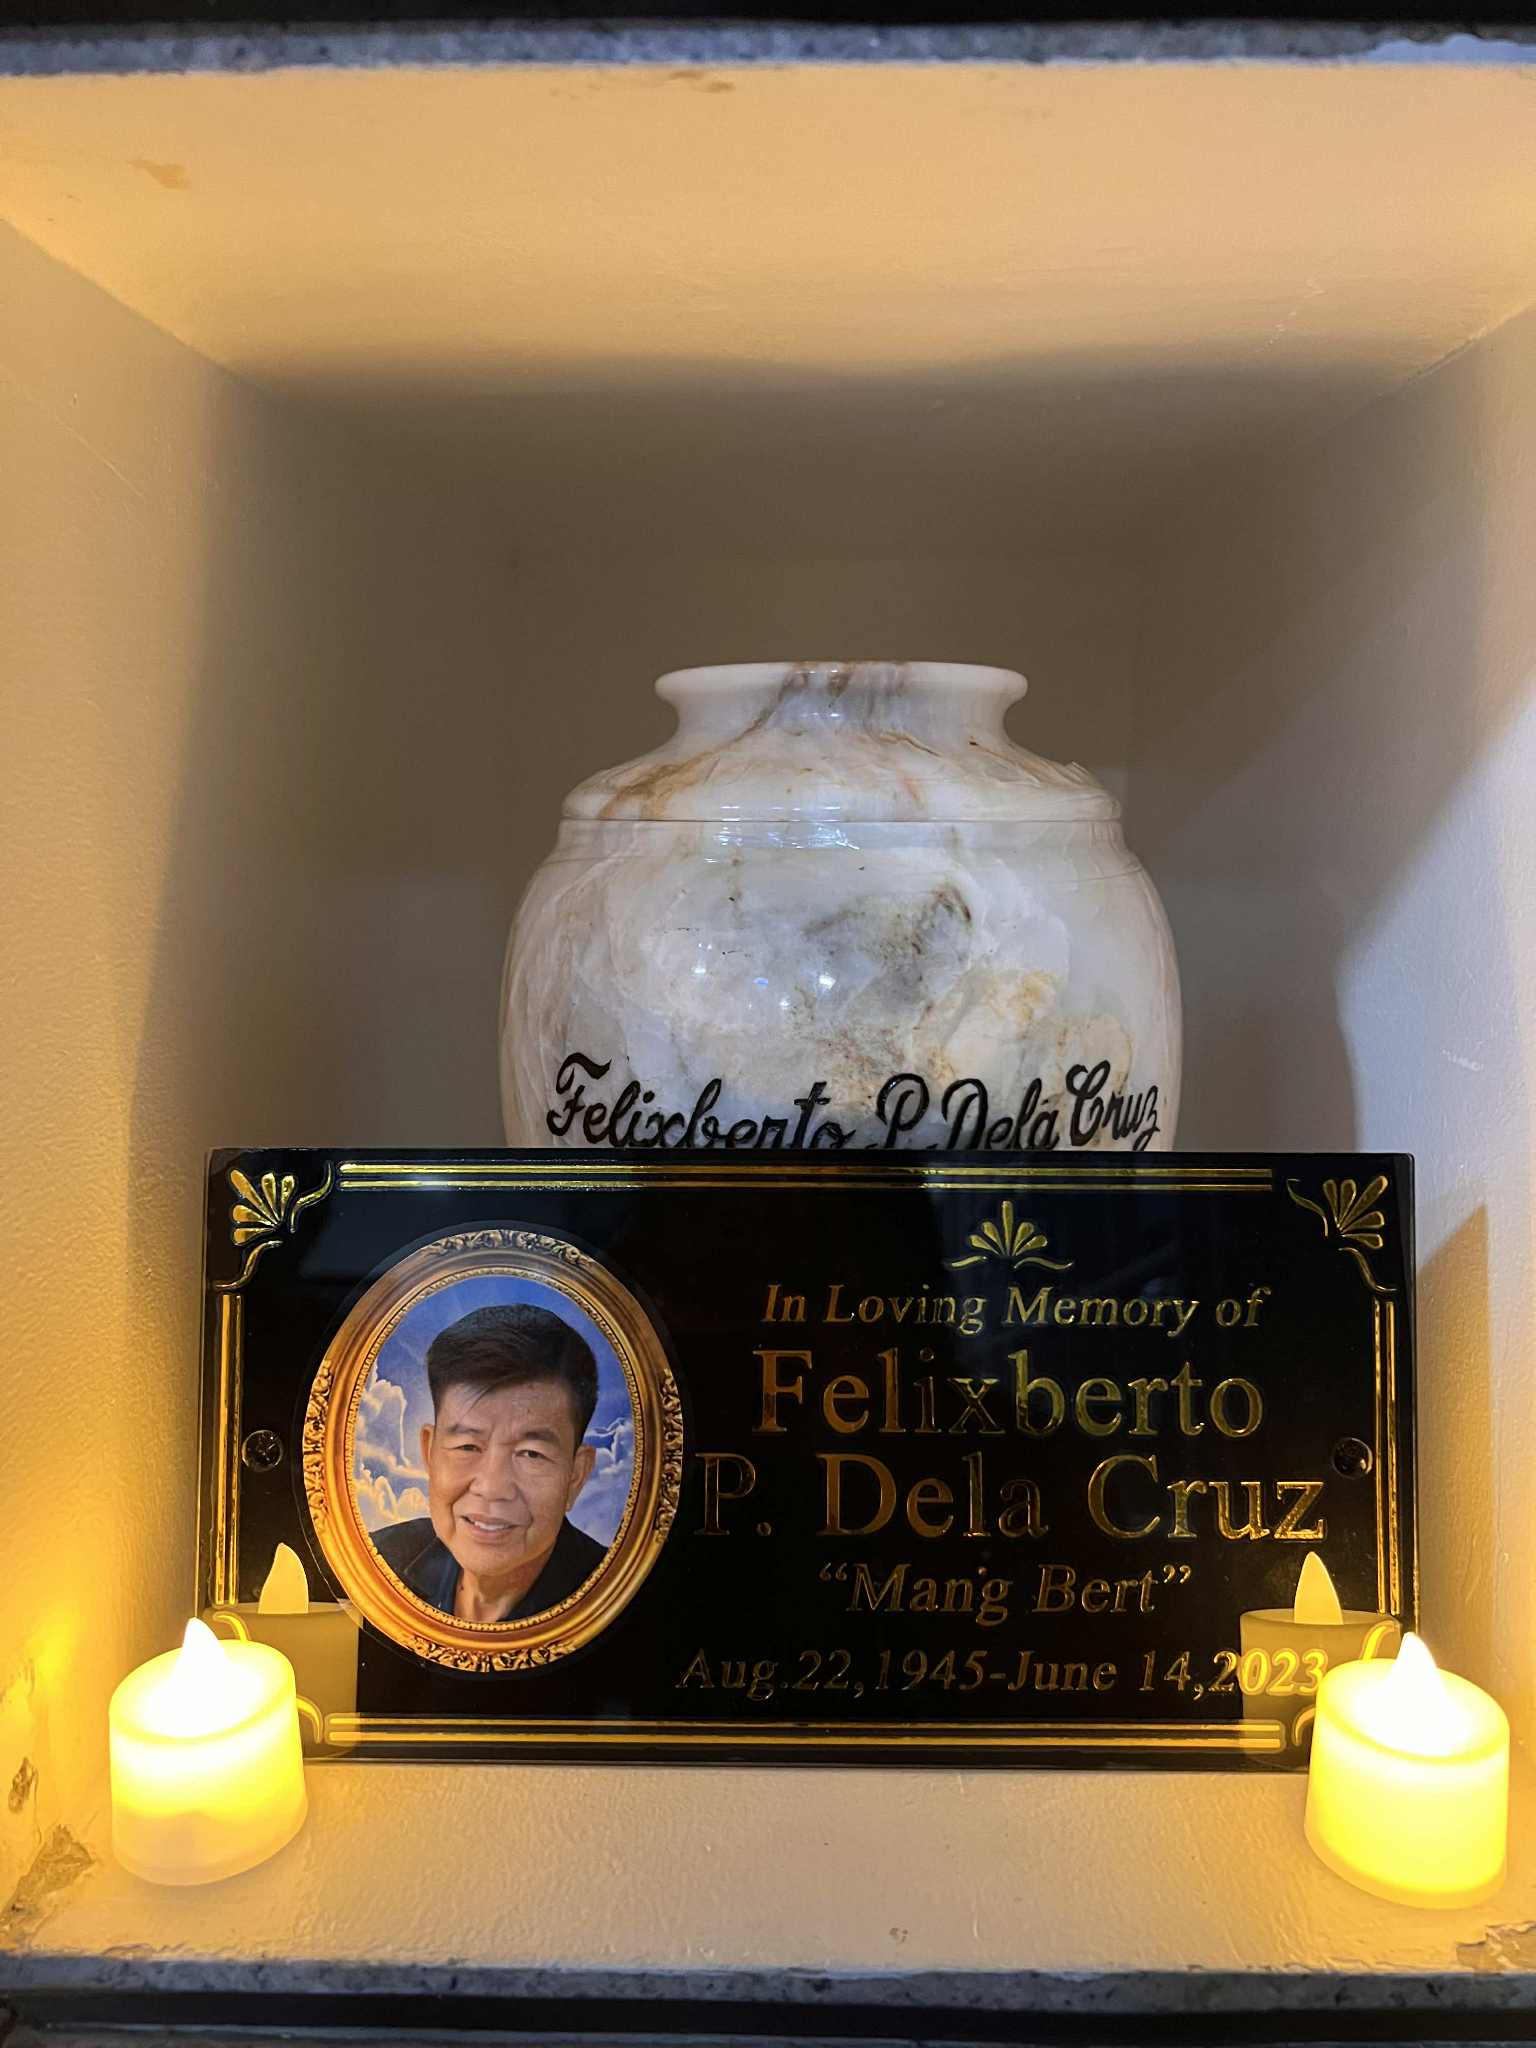 Felixberto P. Dela Cruz
In Loving Memory of
Felixberto
P. Dela Cruz
“Mang Bert”
Aug.22,1945-June 14,2023